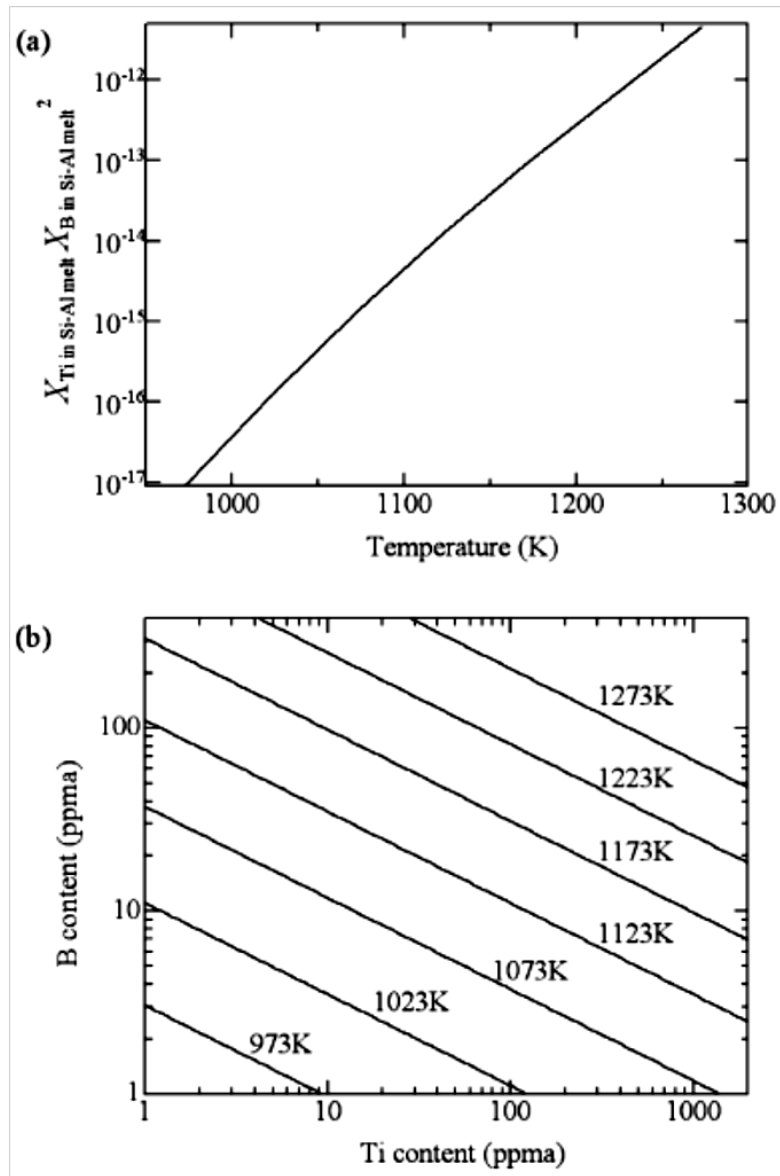 (a)
X Ti in Si-Al melt X B in Si-Al melt 2
10-12
10-13
10-14
10-15
10-16
10-17
1000 1100 1200 1300
Temperature (K)
(b)
B content (ppma)
100
10
1
1273K
1223K
1173K
1123K
1073K
1023K
973K
1 10 100 1000
Ti content (ppma)